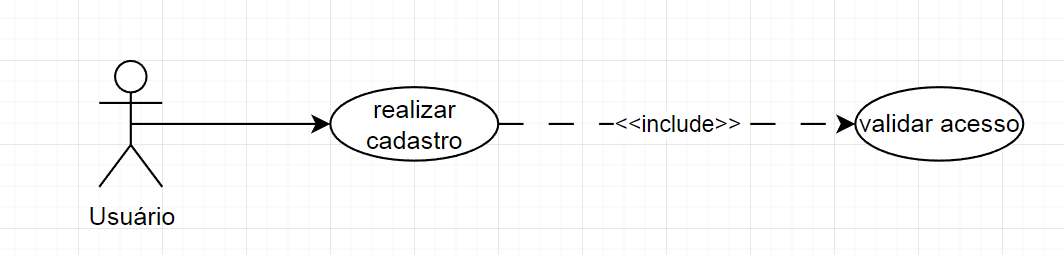 realizar
cadastro
<<include>>
validar acesso
Usuário